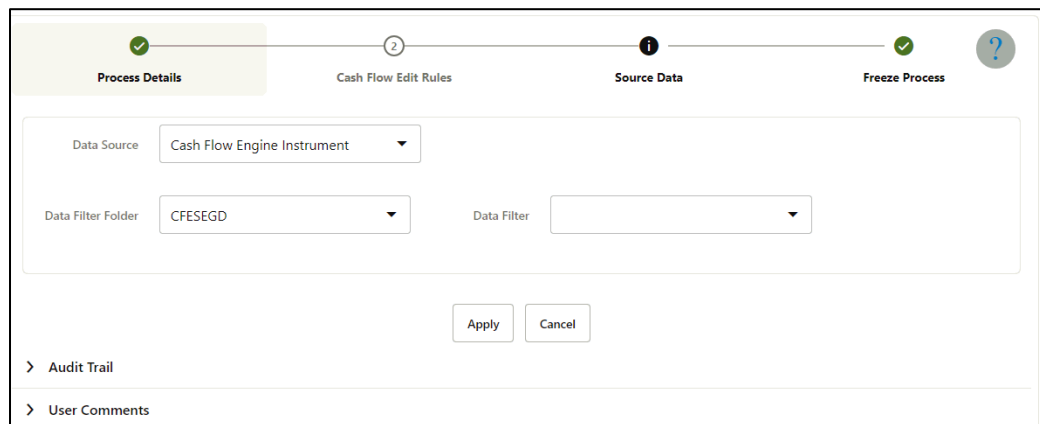 2 i ?
Process Details Cash Flow Edit Rules Source Data Freeze Process
Data Source Cash Flow Engine Instrument
Data Filter Folder CFESEGD Data Filter
Apply Cancel
Audit Trail
User Comments